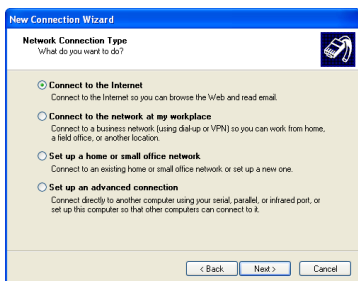 New Connection Wizard
Network Connection Type
What do you want to do?
Connect to the Internet
Connect to the Internet so you can browse the Web and read email.
Connect to the network at my workplace
Connect to a business network (using dial-up or VPN) so you can work from home,
a field office, or another location.
Set up a home or small office network
Connect to an existing home or small office network or set up a new one.
Set up an advanced connection
Connect directly to another computer using your serial, parallel, or infrared port, or
set up this computer so that other computers can connect to it.
< Back Next > Cancel